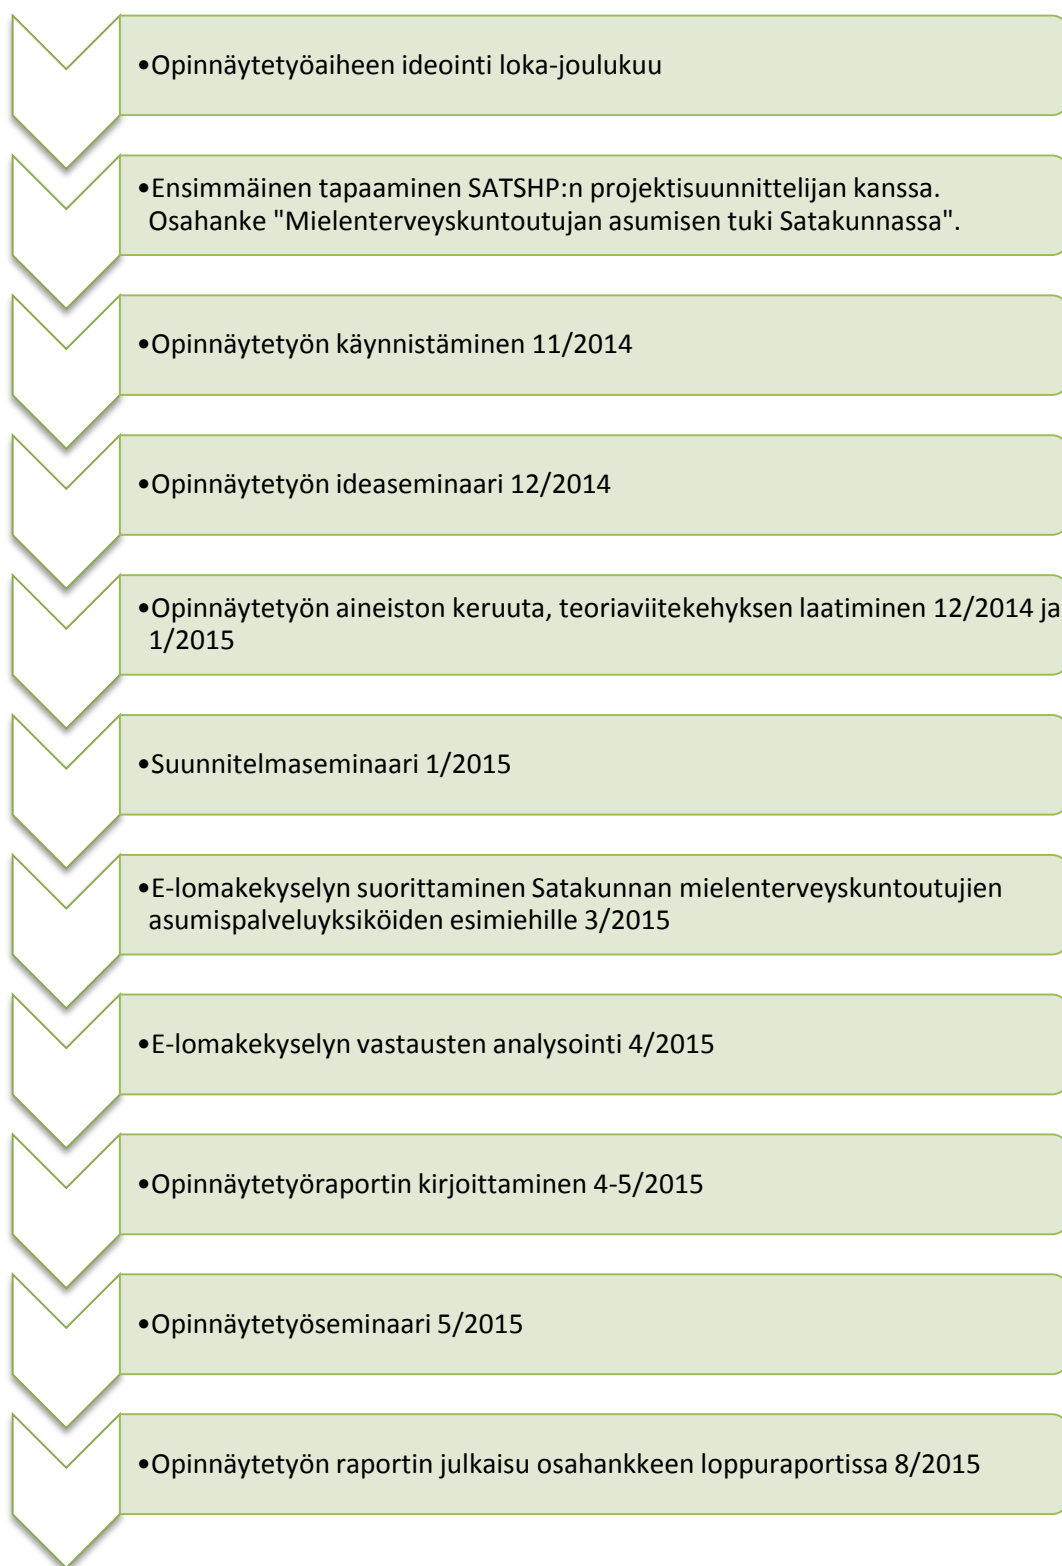 •Opinnäytetyöaiheen ideointi loka-joulukuu
•Ensimmäinen tapaaminen SATSHP:n projektisuunnittelijan kanssa.
Osahanke "Mielenterveyskuntoutujan asumisen tuki Satakunnassa".
•Opinnäytetyön käynnistäminen 11/2014
•Opinnäytetyön ideaseminaari 12/2014
•Opinnäytetyön aineiston keruuta, teoriaviitekehyksen laatiminen 12/2014 ja
1/2015
•Suunnitelmaseminaari 1/2015
•E-lomakekyselyn suorittaminen Satakunnan mielenterveyskuntoutujien
asumispalveluyksiköiden esimiehille 3/2015
•E-lomakekyselyn vastausten analysointi 4/2015
•Opinnäytetyöraportin kirjoittaminen 4-5/2015
•Opinnäytetyöseminaari 5/2015
•Opinnäytetyön raportin julkaisu osahankkeen loppuraportissa 8/2015